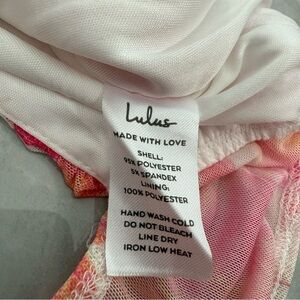 Lulus
MADE WITH LOVE
SHELL:
95% POLYESTER
5% SPANDEX
LINING:
100% POLYESTER
HAND WASH COLD
DO NOT BLEACH
LINE DRY
IRON LOW HEAT